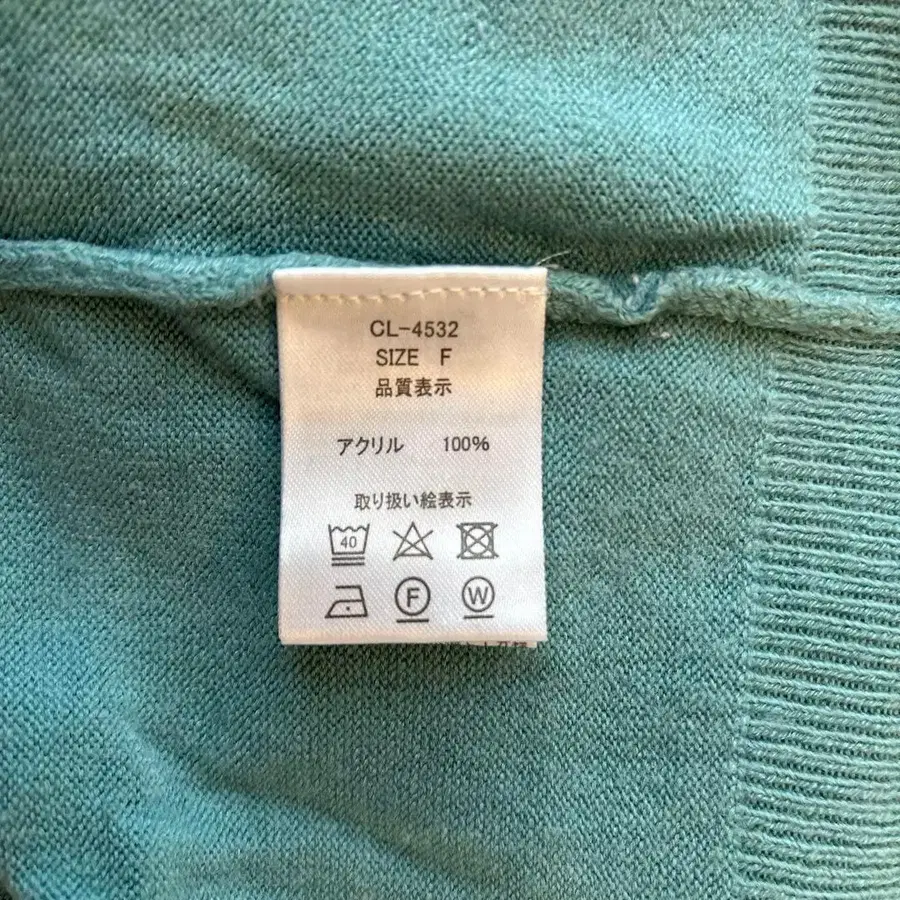 CL-4532
SIZE F
品質表示
アクリル 100%
取り扱い絵表示
40
F W